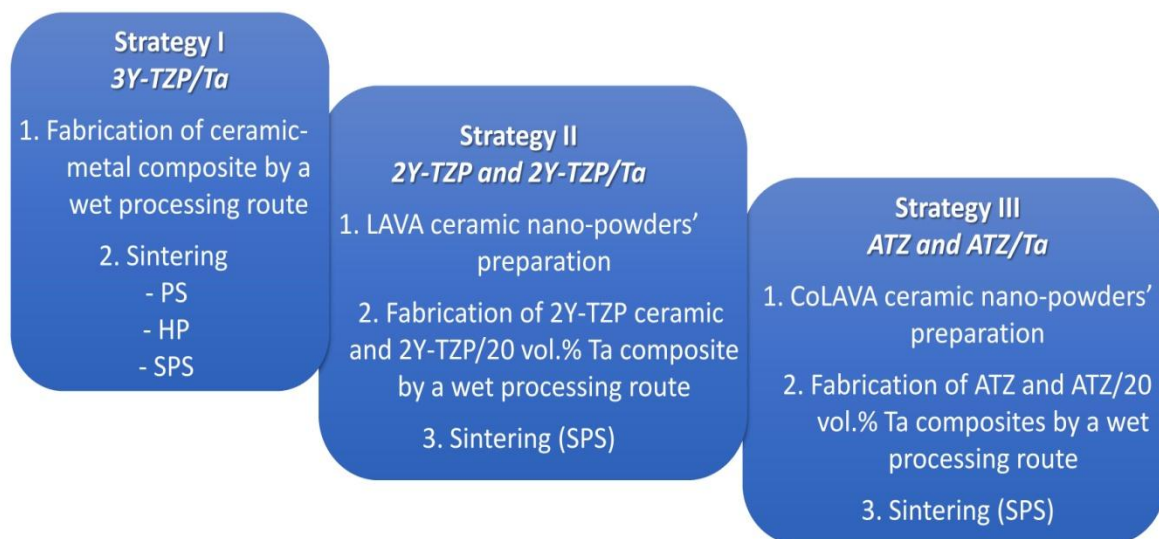 Strategy I
3Y-TZP/Ta
1. Fabrication of ceramic-
metal composite by a
wet processing route
2. Sintering
- PS
- HP
- SPS
Strategy II
2Y-TZP and 2Y-TZP/Ta
1. LAVA ceramic nano-powders’
preparation
2. Fabrication of 2Y-TZP ceramic
and 2Y-TZP/20 vol.% Ta composite
by a wet processing route
3. Sintering (SPS)
Strategy III
ATZ and ATZ/Ta
1. CoLAVA ceramic nano-powders’
preparation
2. Fabrication of ATZ and ATZ/20
vol.% Ta composites by a wet
processing route
3. Sintering (SPS)